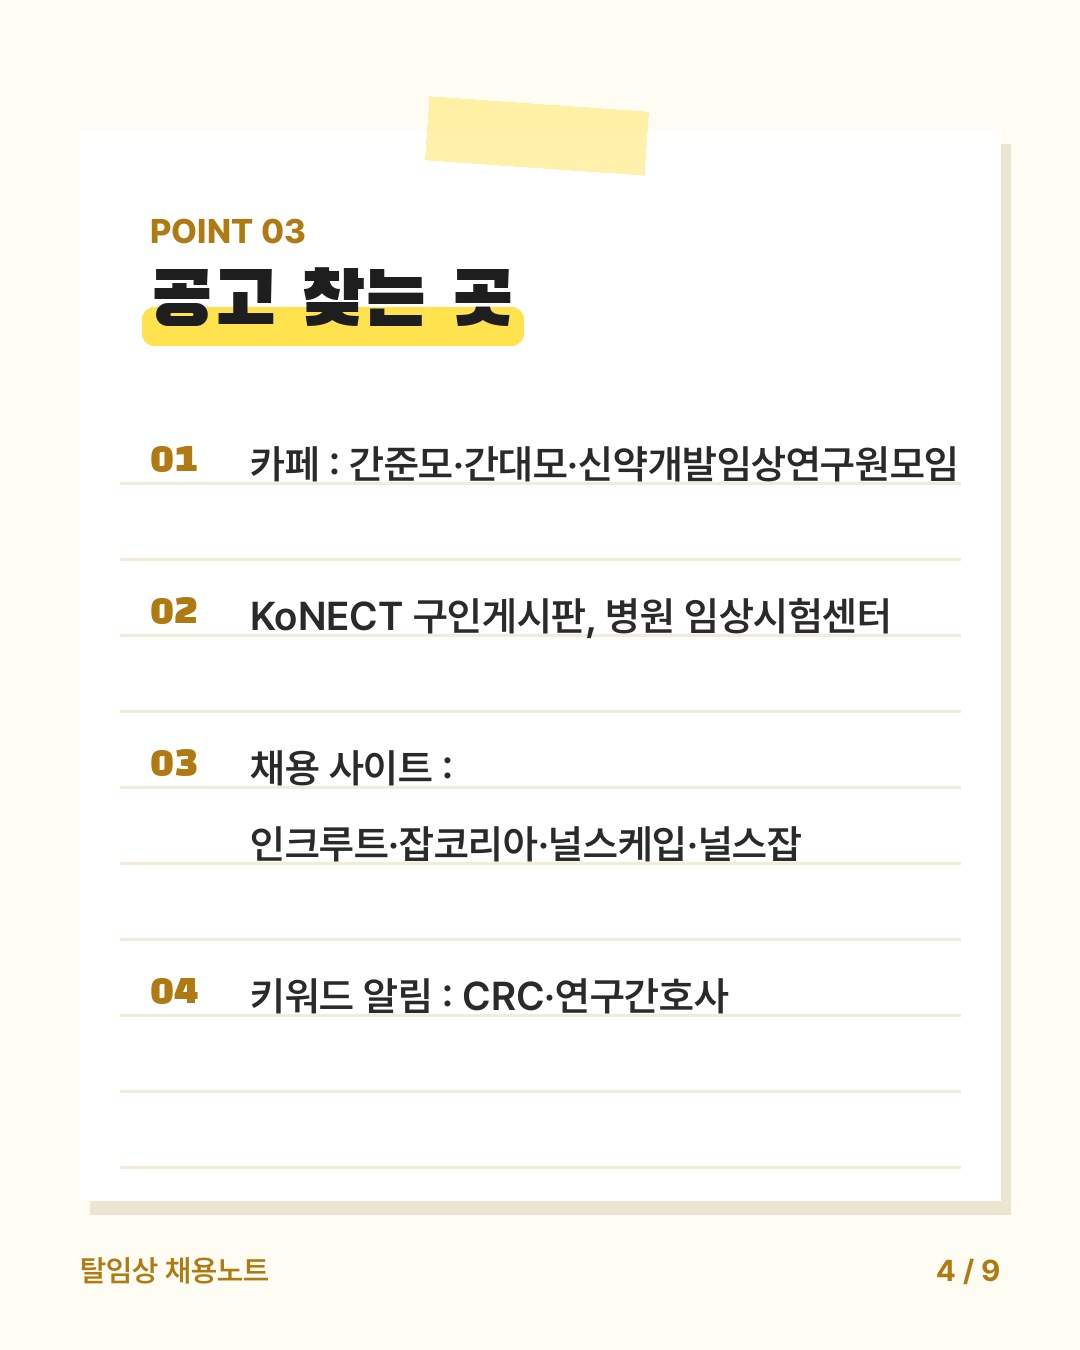 POINT 03
공고 찾는 곳
01 카페 : 간준모·간대모·신약개발임상연구원모임
02 KoNECT 구인게시판, 병원 임상시험센터
03 채용 사이트 :
인크루트·잡코리아·널스케입·널스잡
04 키워드 알림 : CRC·연구간호사
탈임상 채용노트
4 / 9